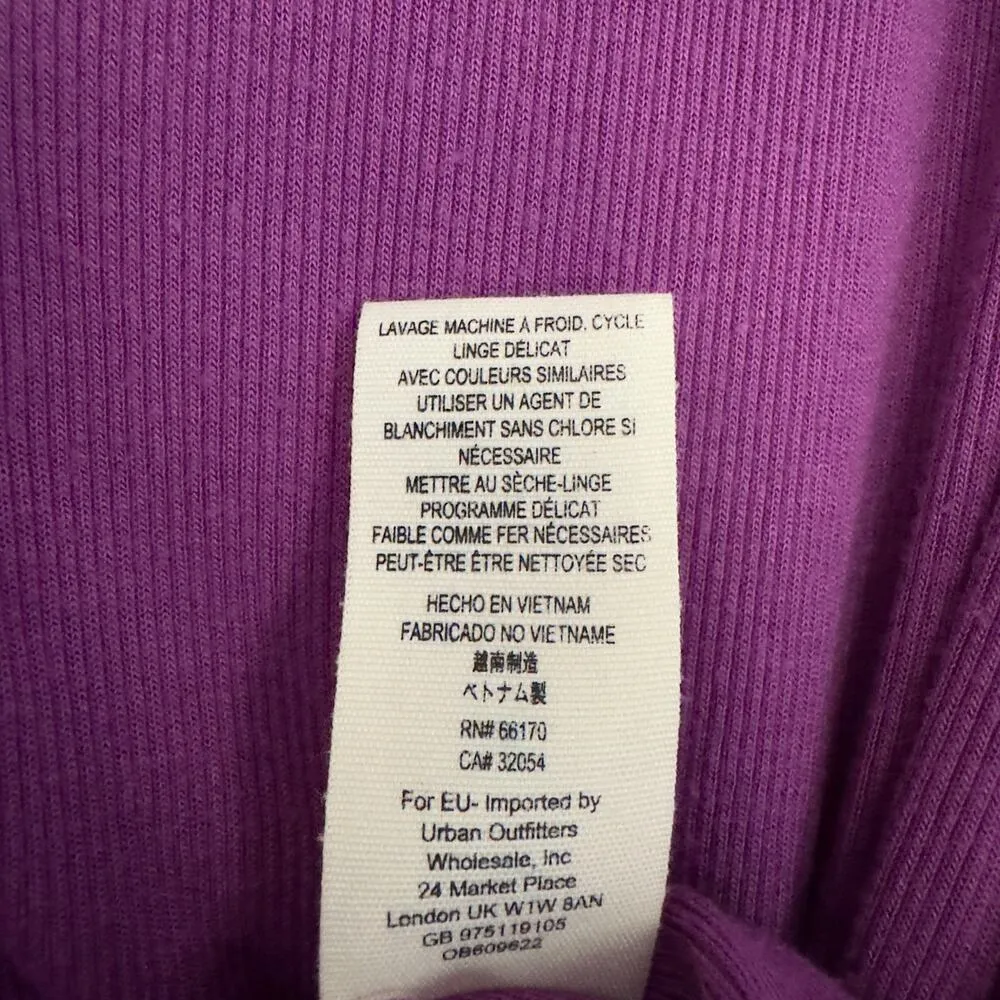 LAVAGE MACHINE À FROID. CYCLE
LINGE DÉLICAT
AVEC COULEURS SIMILAIRES
UTILISER UN AGENT DE
BLANCHIMENT SANS CHLORE SI
NÉCESSAIRE
METTRE AU SÈCHE-LINGE
PROGRAMME DÉLICAT
FAIBLE COMME FER NÉCESSAIRES
PEUT-ÊTRE ÊTRE NETTOYÉE SEC
HECHO EN VIETNAM
FABRICADO NO VIETNAME
越南制造
ベトナム製
RN# 66170
CA# 32054
For EU- Imported by
Urban Outfitters
Wholesale, Inc
24 Market Place
London UK W1W 8AN
GB 975119105
OB609622